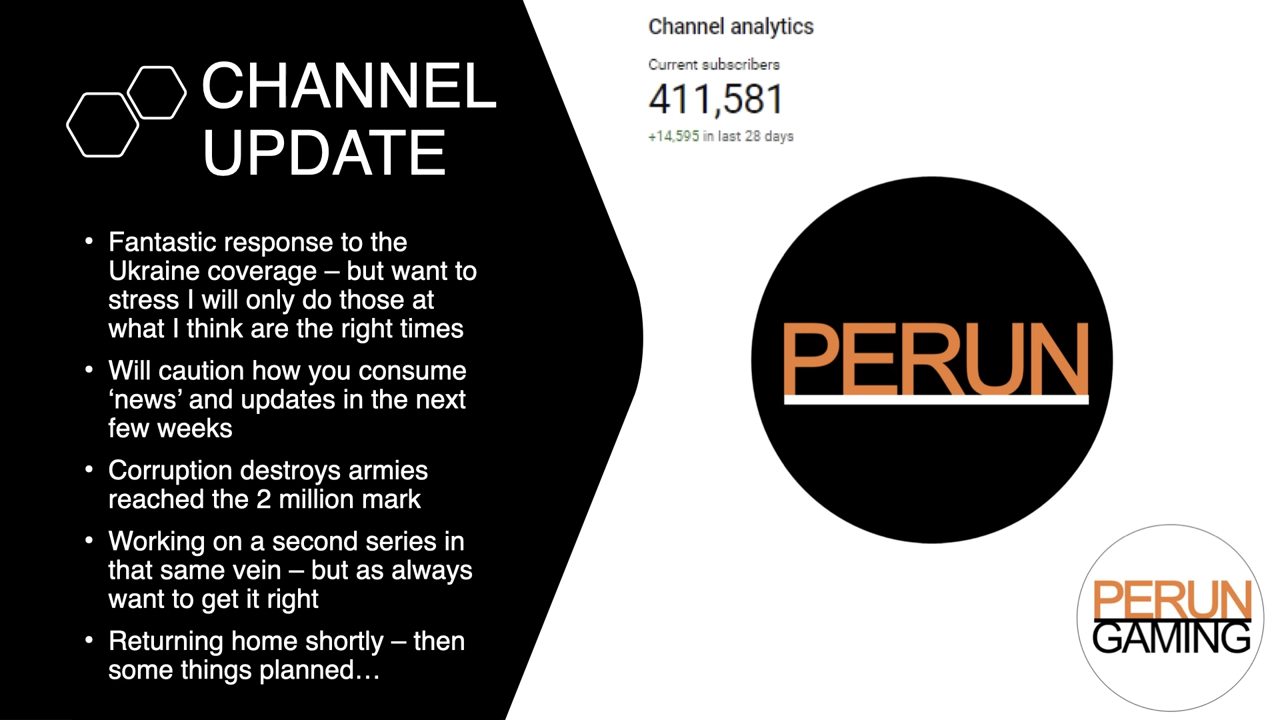 CHANNEL
UPDATE
• Fantastic response to the
Ukraine coverage – but want to
stress I will only do those at
what I think are the right times
• Will caution how you consume
‘news’ and updates in the next
few weeks
• Corruption destroys armies
reached the 2 million mark
• Working on a second series in
that same vein – but as always
want to get it right
• Returning home shortly – then
some things planned…
Channel analytics
Current subscribers
411,581
+14,595 in last 28 days
PERUN
PERUN
GAMING